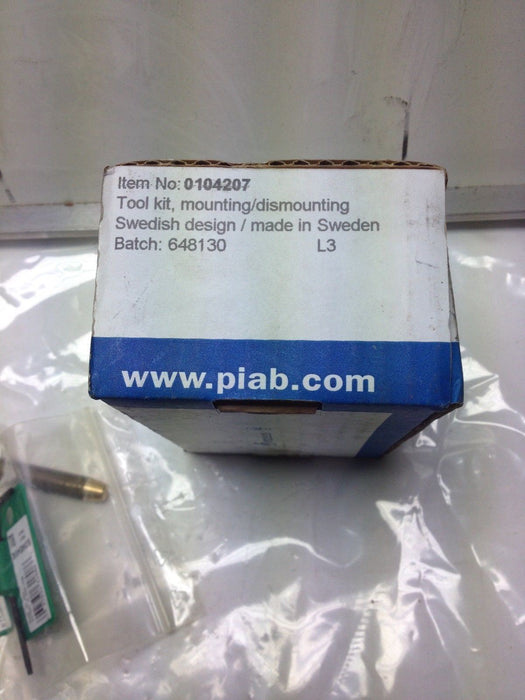 Item No: 0104207
Tool kit, mounting/dismounting
Swedish design / made in Sweden
Batch: 648130 L3
www.piab.com